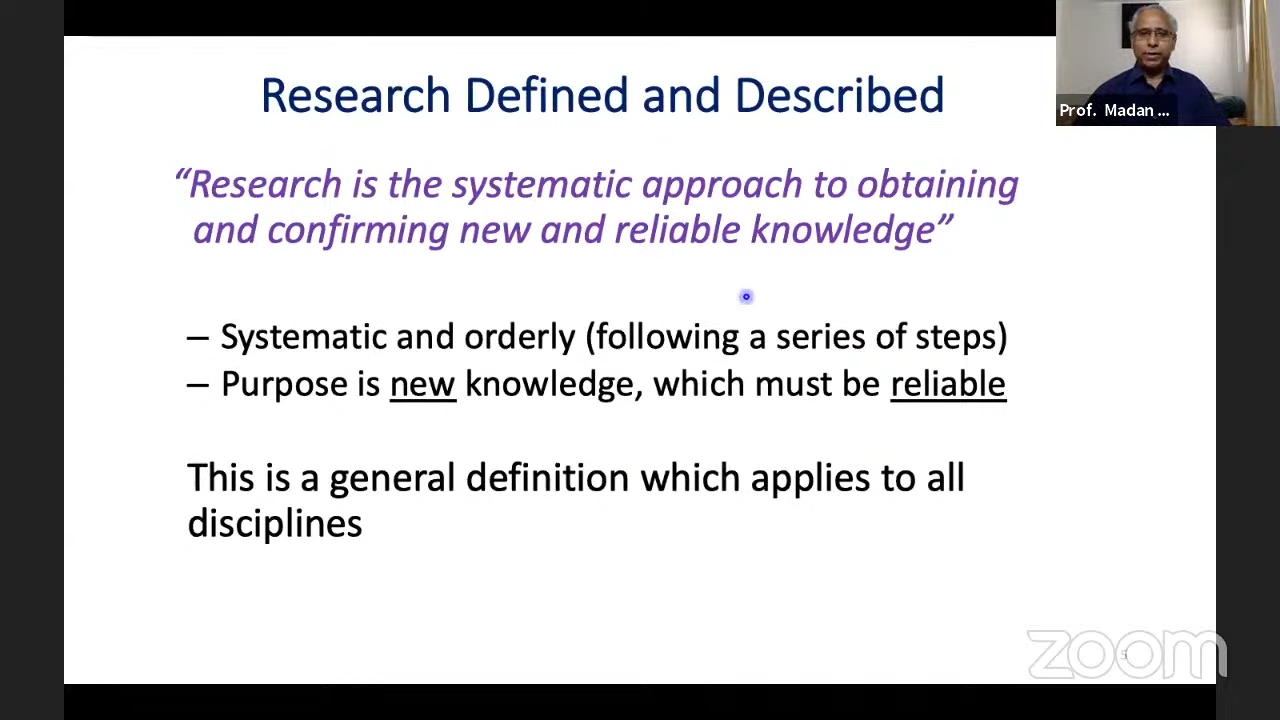 Research Defined and Described
Prof. Madan ...
“Research is the systematic approach to obtaining
and confirming new and reliable knowledge”
– Systematic and orderly (following a series of steps)
– Purpose is new knowledge, which must be reliable
This is a general definition which applies to all
disciplines
zoom
5